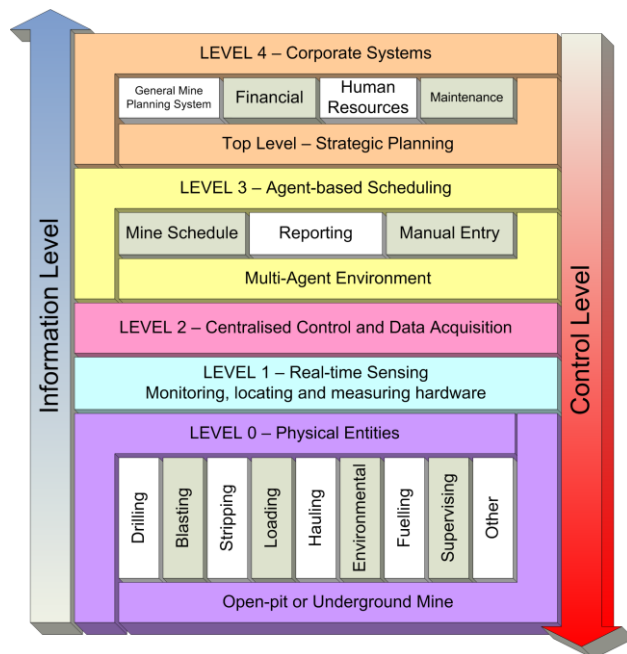 LEVEL 4 – Corporate Systems
General Mine
Planning System
Financial
Human
Resources
Maintenance
Top Level – Strategic Planning
LEVEL 3 – Agent-based Scheduling
Mine Schedule
Reporting
Manual Entry
Multi-Agent Environment
LEVEL 2 – Centralised Control and Data Acquisition
LEVEL 1 – Real-time Sensing
Monitoring, locating and measuring hardware
LEVEL 0 – Physical Entities
Drilling
Blasting
Stripping
Loading
Hauling
Environmental
Fuelling
Supervising
Other
Open-pit or Underground Mine
Information Level
Control Level